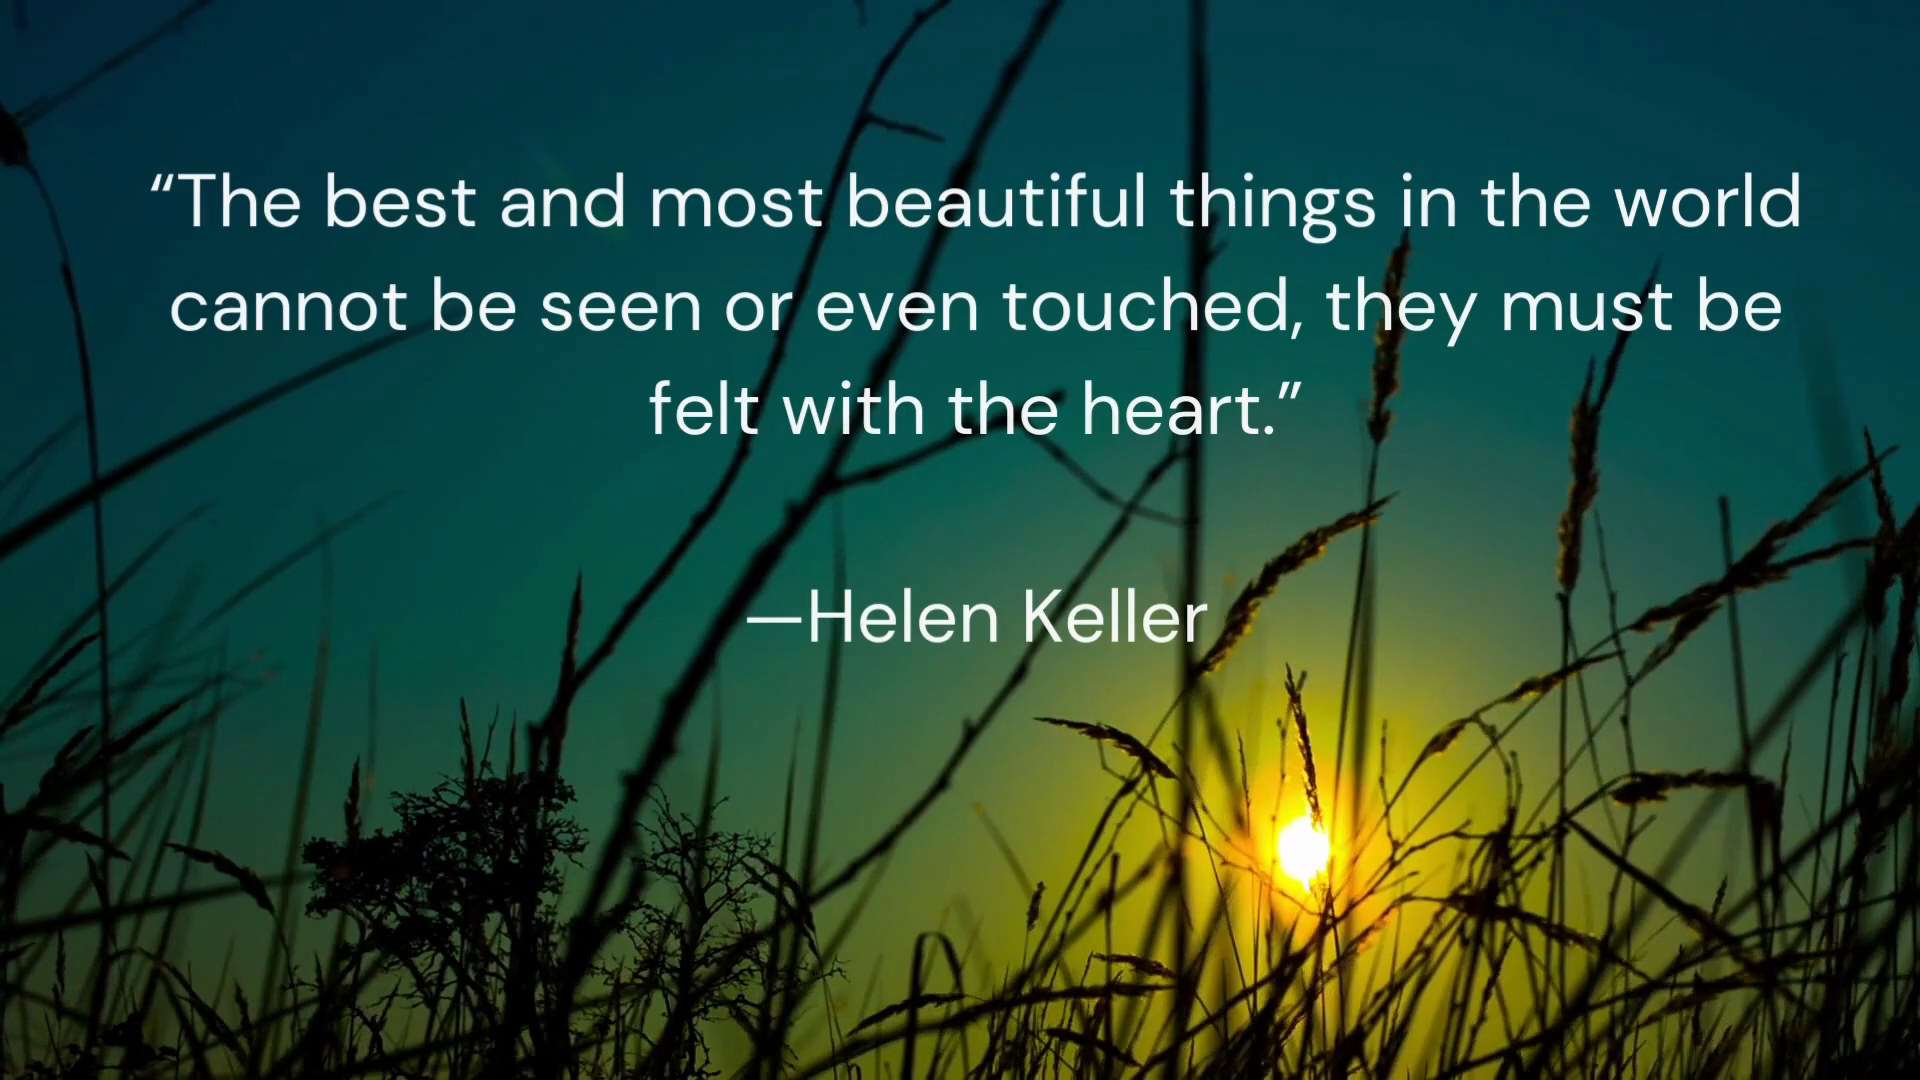 “The best and most beautiful things in the world
cannot be seen or even touched, they must be
felt with the heart.”
—Helen Keller